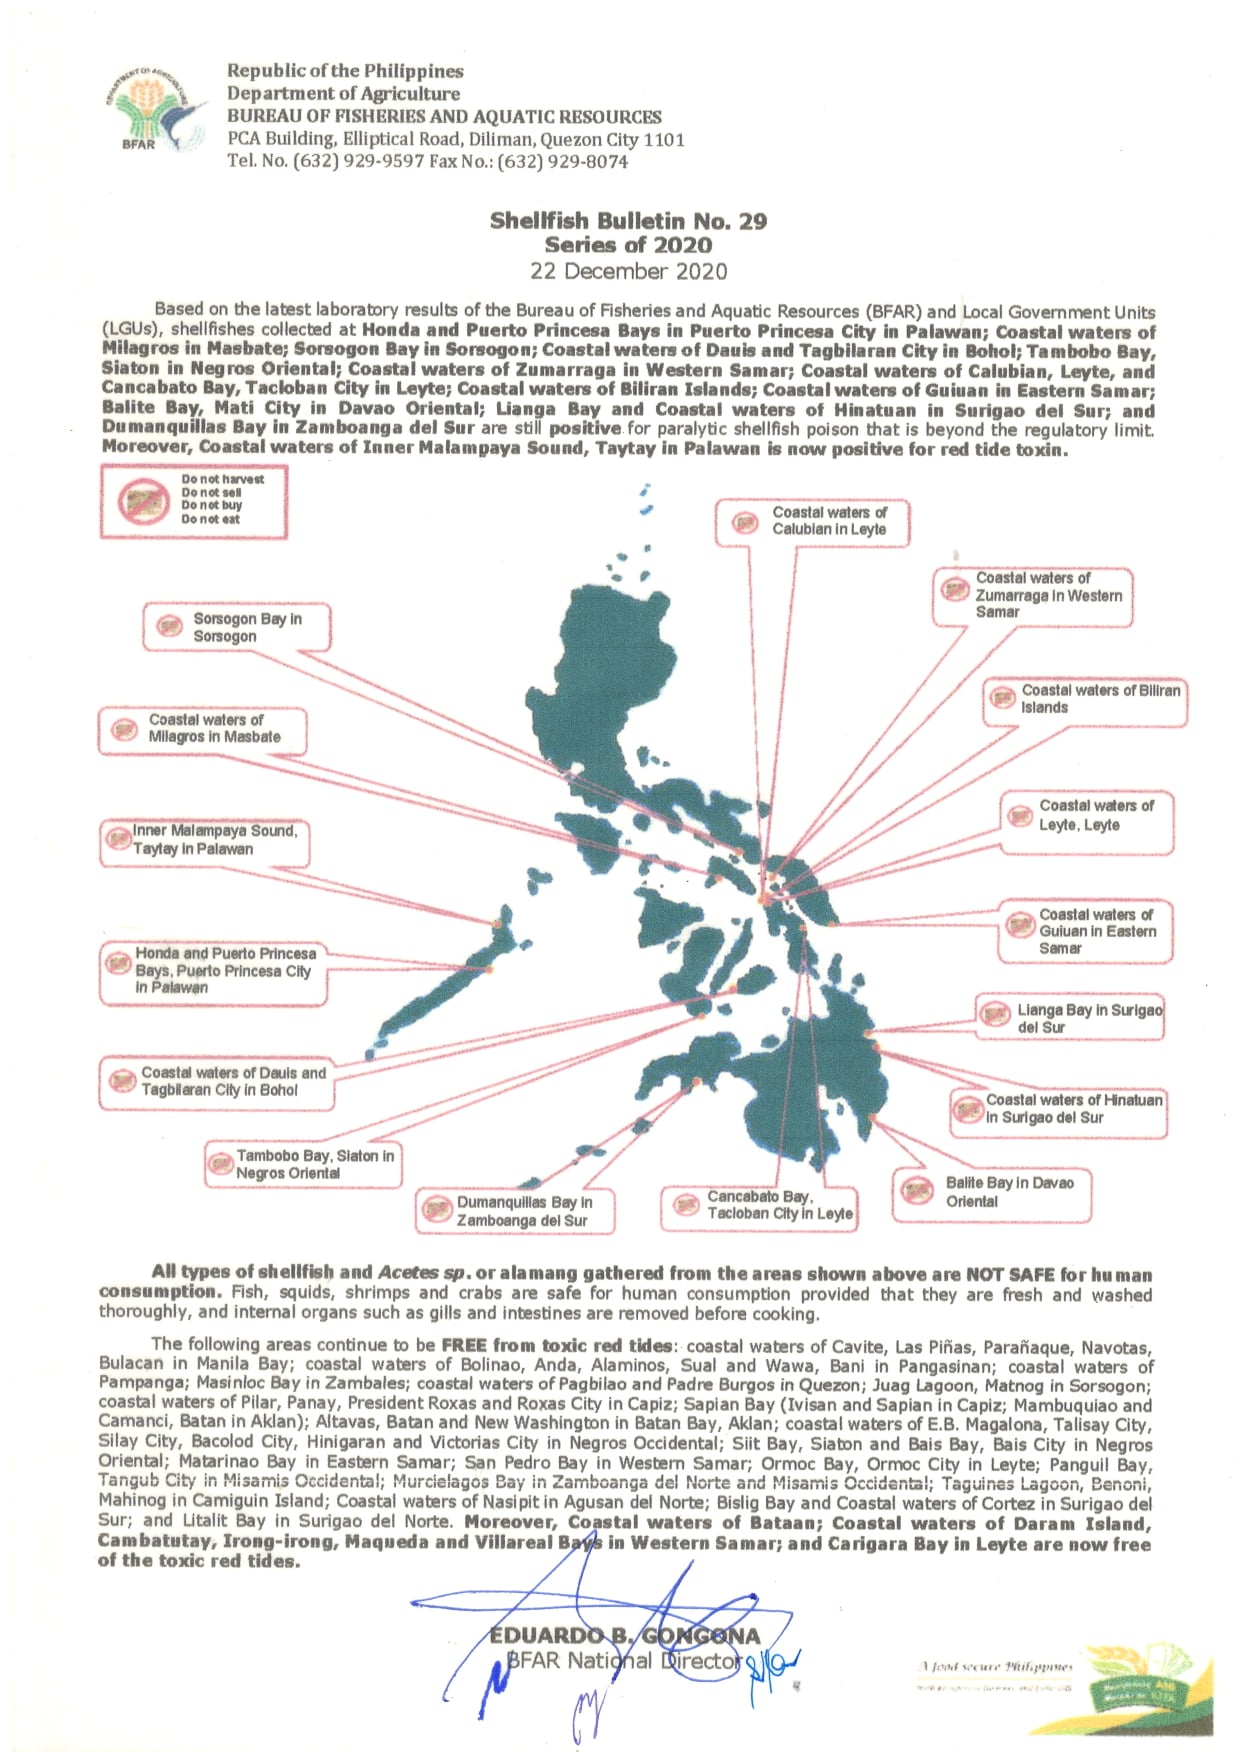 DEPARTMENT OF AGRICULTURE
BFAR
Republic of the Philippines
Department of Agriculture
BUREAU OF FISHERIES AND AQUATIC RESOURCES
PCA Building, Elliptical Road, Diliman, Quezon City 1101
Tel. No. (632) 929-9597 Fax No.: (632) 929-8074
Shellfish Bulletin No. 29
Series of 2020
22 December 2020
Based on the latest laboratory results of the Bureau of Fisheries and Aquatic Resources (BFAR) and Local Government Units
(LGUs), shellfishes collected at Honda and Puerto Princesa Bays in Puerto Princesa City in Palawan; Coastal waters of
Milagros in Masbate; Sorsogon Bay in Sorsogon; Coastal waters of Dauis and Tagbilaran City in Bohol; Tambobo Bay,
Siaton in Negros Oriental; Coastal waters of Zumarraga in Western Samar; Coastal waters of Calubian, Leyte, and
Cancabato Bay, Tacloban City in Leyte; Coastal waters of Biliran Islands; Coastal waters of Guiuan in Eastern Samar;
Balite Bay, Mati City in Davao Oriental; Lianga Bay and Coastal waters of Hinatuan in Surigao del Sur; and
Dumanquillas Bay in Zamboanga del Sur are still positive for paralytic shellfish poison that is beyond the regulatory limit.
Moreover, Coastal waters of Inner Malampaya Sound, Taytay in Palawan is now positive for red tide toxin.
Do not harvest
Do not sell
Do not buy
Do not eat
Coastal waters of
Calubian in Leyte
Coastal waters of
Zumarraga in Western
Samar
Sorsogon Bay in
Sorsogon
Coastal waters of Biliran
Islands
Coastal waters of
Milagros in Masbate
Coastal waters of
Leyte, Leyte
Inner Malampaya Sound,
Taytay in Palawan
Coastal waters of
Guiuan in Eastern
Samar
Honda and Puerto Princesa
Bays, Puerto Princesa City
in Palawan
Lianga Bay in Surigao
del Sur
Coastal waters of Dauis and
Tagbilaran City in Bohol
Coastal waters of Hinatuan
in Surigao del Sur
Tambobo Bay, Siaton in
Negros Oriental
Balite Bay in Davao
Oriental
Dumanquillas Bay in
Zamboanga del Sur
Cancabato Bay,
Tacloban City in Leyte
All types of shellfish and Acetes sp. or alamang gathered from the areas shown above are NOT SAFE for human
consumption. Fish, squids, shrimps and crabs are safe for human consumption provided that they are fresh and washed
thoroughly, and internal organs such as gills and intestines are removed before cooking.
The following areas continue to be FREE from toxic red tides: coastal waters of Cavite, Las Piñas, Parañaque, Navotas,
Bulacan in Manila Bay; coastal waters of Bolinao, Anda, Alaminos, Sual and Wawa, Bani in Pangasinan; coastal waters of
Pampanga; Masinloc Bay in Zambales; coastal waters of Pagbilao and Padre Burgos in Quezon; Juag Lagoon, Matnog in Sorsogon;
coastal waters of Pilar, Panay, President Roxas and Roxas City in Capiz; Sapian Bay (Ivisan and Sapian in Capiz; Mambuquiao and
Camanci, Batan in Aklan); Altavas, Batan and New Washington in Batan Bay, Aklan; coastal waters of E.B. Magalona, Talisay City,
Silay City, Bacolod City, Hinigaran and Victorias City in Negros Occidental; Siit Bay, Siaton and Bais Bay, Bais City in Negros
Oriental; Matarinao Bay in Eastern Samar; San Pedro Bay in Western Samar; Ormoc Bay, Ormoc City in Leyte; Panguil Bay,
Tangub City in Misamis Occidental; Murcielagos Bay in Zamboanga del Norte and Misamis Occidental; Taguines Lagoon, Benoni,
Mahinog in Camiguin Island; Coastal waters of Nasipit in Agusan del Norte; Bislig Bay and Coastal waters of Cortez in Surigao del
Sur; and Litalit Bay in Surigao del Norte. Moreover, Coastal waters of Bataan; Coastal waters of Daram Island,
Cambatutay, Irong-irong, Maqueda and Villareal Bays in Western Samar; and Carigara Bay in Leyte are now free
of the toxic red tides.
EDUARDO B. GONGONA
BFAR National Director
A food secure Philippines